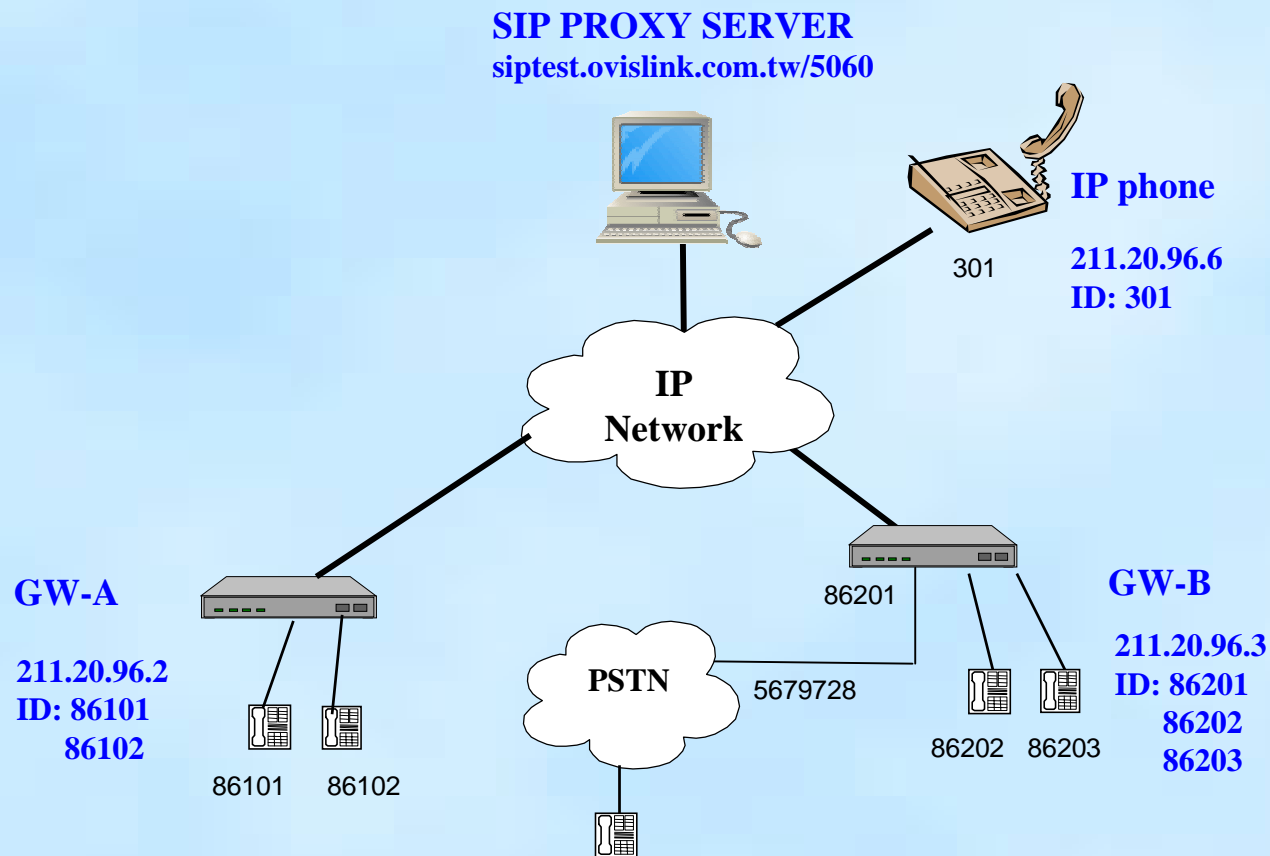 SIP PROXY SERVER
siptest.ovislink.com.tw/5060
IP phone
301
211.20.96.6
ID: 301
IP
Network
GW-A
211.20.96.2
ID: 86101
86102
86101
86102
86201
PSTN
5679728
86202
86203
GW-B
211.20.96.3
ID: 86201
86202
86203